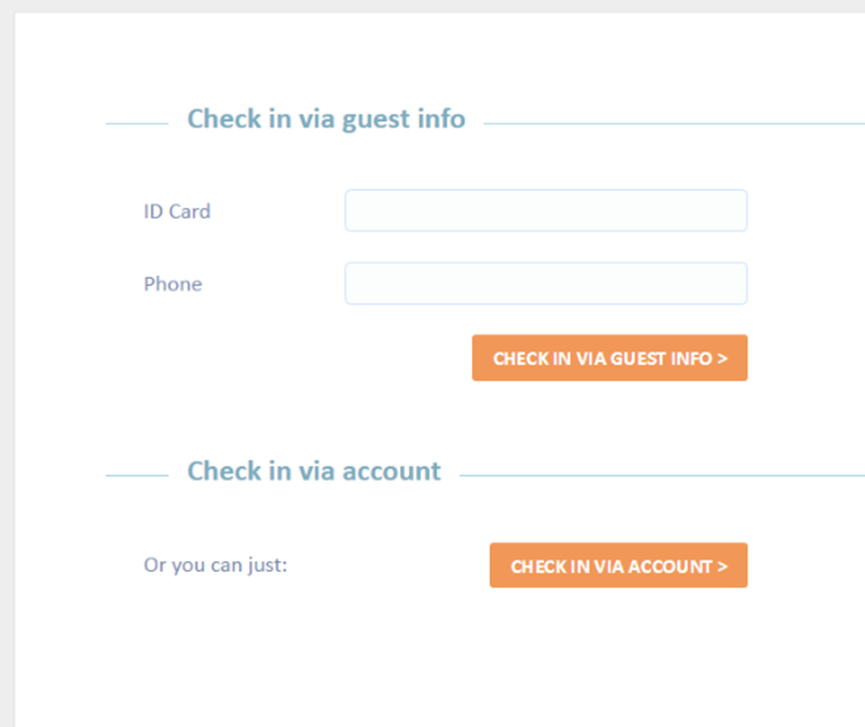 Check in via guest info
ID Card
Phone
CHECK IN VIA GUEST INFO >
Check in via account
Or you can just:
CHECK IN VIA ACCOUNT >